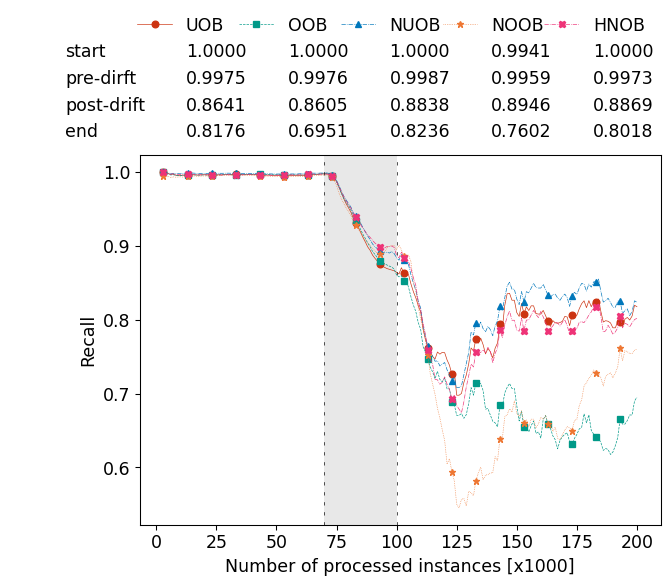 UOB OOB NUOB NOOB HNOB
start 1.0000 1.0000 1.0000 0.9941 1.0000
pre-dirft 0.9975 0.9976 0.9987 0.9959 0.9973
post-drift 0.8641 0.8605 0.8838 0.8946 0.8869
end 0.8176 0.6951 0.8236 0.7602 0.8018
1.0
0.9
0.8
0.7
0.6
Recall
0 25 50 75 100 125 150 175 200
Number of processed instances [x1000]